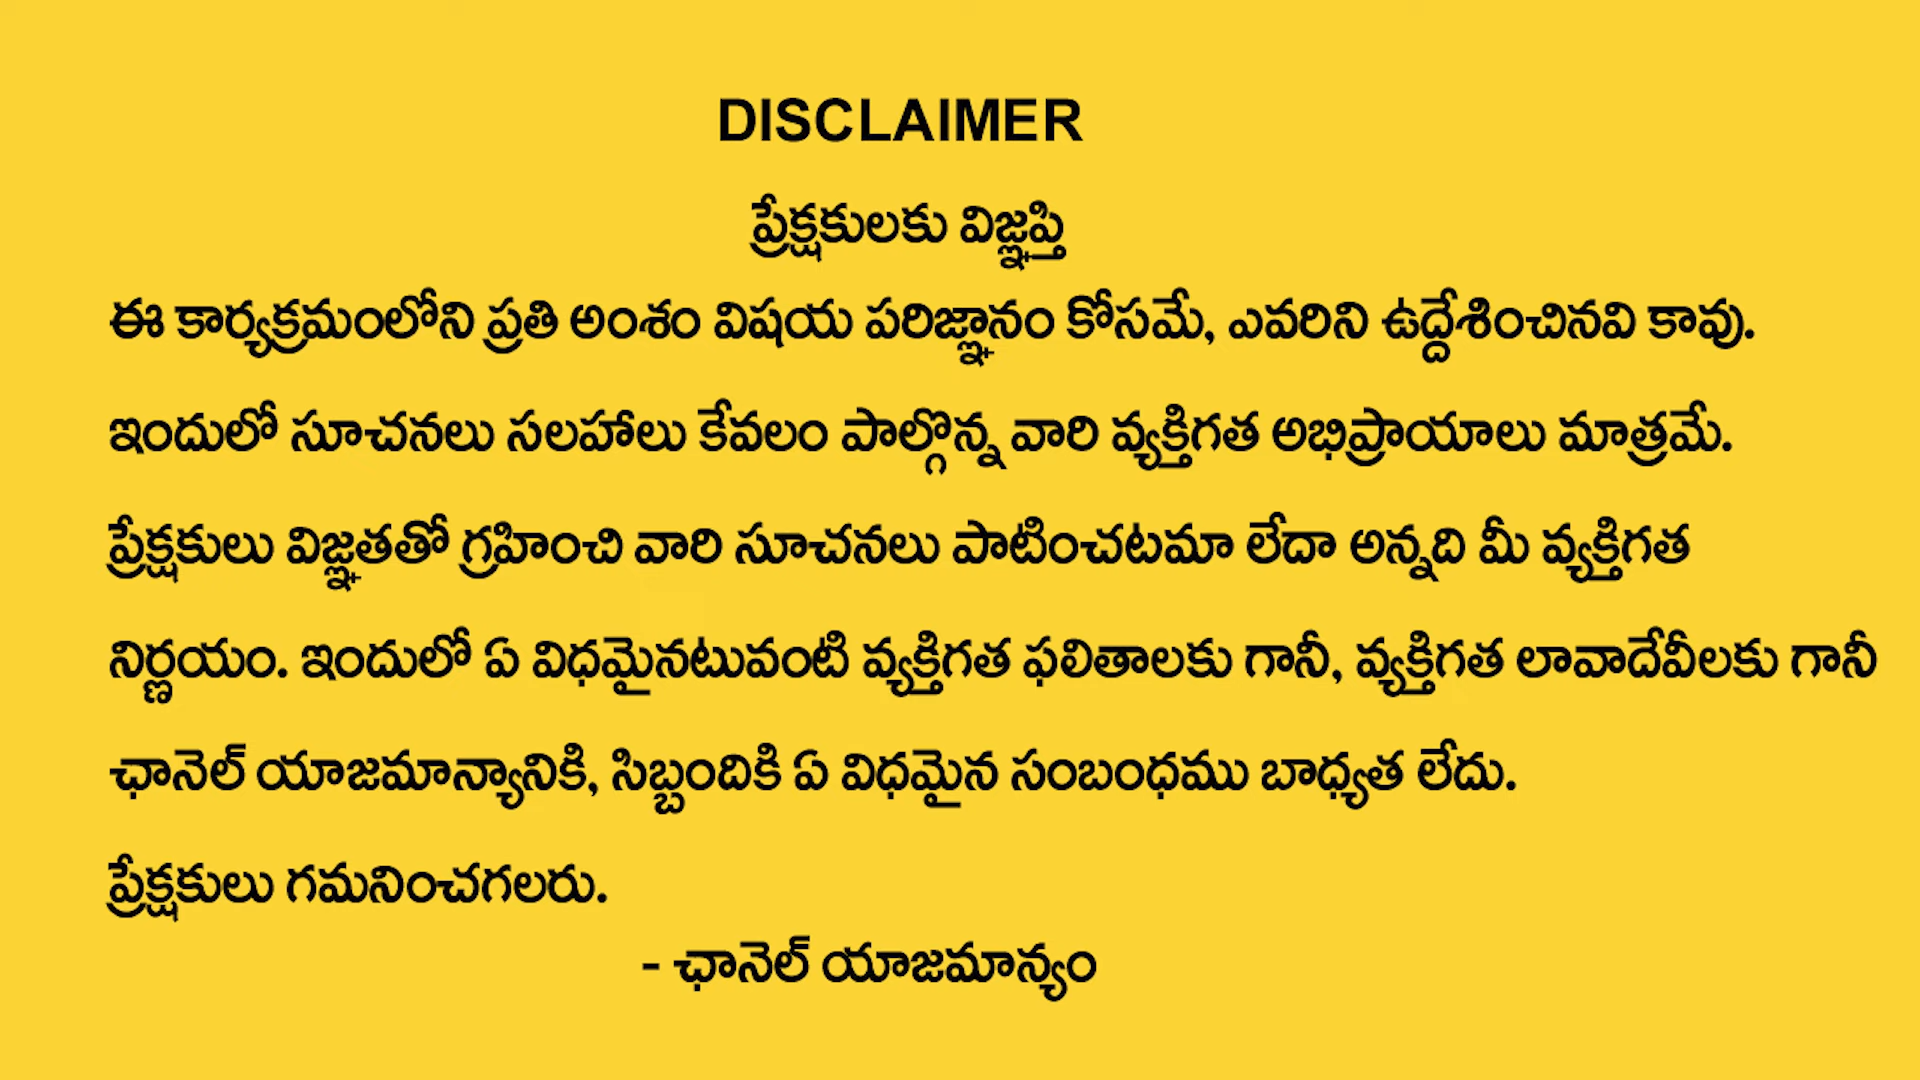 DISCLAIMER
ప్రేక్షకులకు విజ్ఞప్తి
ఈ కార్యక్రమంలోని ప్రతి అంశం విషయ పరిజ్ఞానం కోసమే, ఎవరిని ఉద్దేశించినవి కావు.
ఇందులో సూచనలు సలహాలు కేవలం పాల్గొన్న వారి వ్యక్తిగత అభిప్రాయాలు మాత్రమే.
ప్రేక్షకులు విజ్ఞతతో గ్రహించి వారి సూచనలు పాటించటమా లేదా అన్నది మీ వ్యక్తిగత
నిర్ణయం. ఇందులో ఏ విధమైనటువంటి వ్యక్తిగత ఫలితాలకు గానీ, వ్యక్తిగత లావాదేవీలకు గానీ
ఛానెల్ యాజమాన్యానికి, సిబ్బందికి ఏ విధమైన సంబంధము బాధ్యత లేదు.
ప్రేక్షకులు గమనించగలరు.
- ఛానెల్ యాజమాన్యం